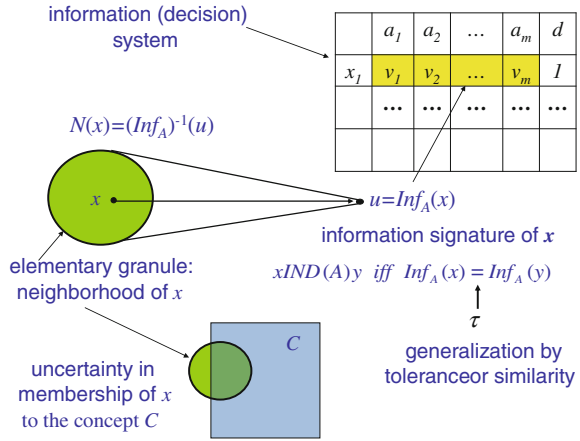 information (decision)
system
a1 a2 ... am d
x1 v1 v2 ... vm 1
... ... ... ...
N(x)=(InfA)-1(u)
x
u=InfA(x)
information signature of x
elementary granule:
neighborhood of x
xIND(A)y iff InfA(x)=InfA(y)
τ
generalization by
toleranceor similarity
C
uncertainty in
membership of x
to the concept C